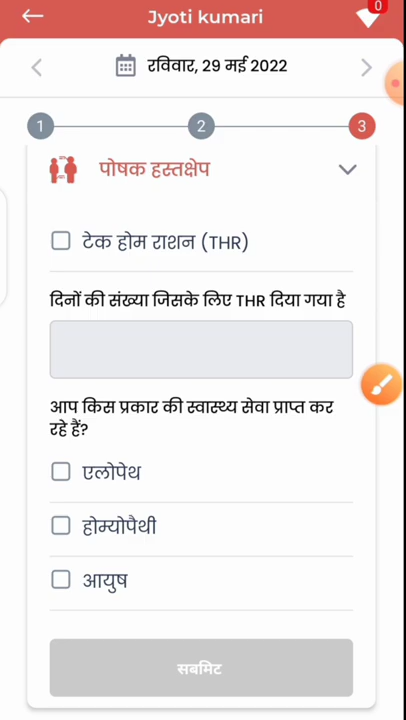 Jyoti kumari
0
रविवार, 29 मई 2022
1
2
3
पोषक हस्तक्षेप
टेक होम राशन (THR)
दिनों की संख्या जिसके लिए THR दिया गया है
आप किस प्रकार की स्वास्थ्य सेवा प्राप्त कर
रहे हैं?
एलोपेथ
होम्योपैथी
आयुष
सबमिट